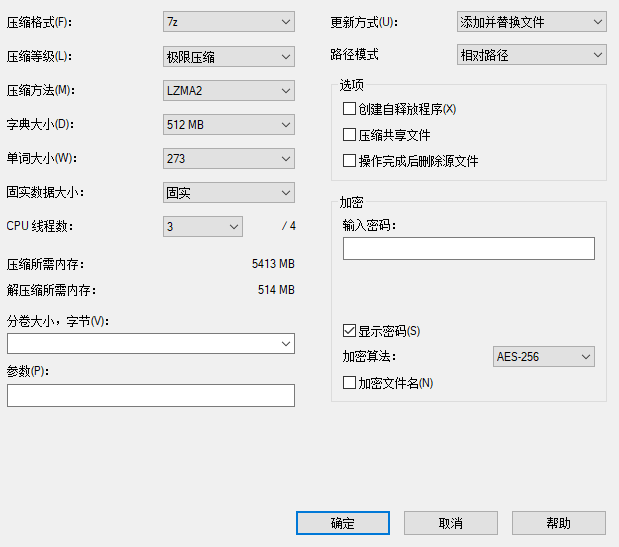 压缩格式(F): 7z
压缩等级(L): 极限压缩
压缩方法(M): LZMA2
字典大小(D): 512 MB
单词大小(W): 273
固实数据大小: 固实
CPU 线程数: 3 / 4
压缩所需内存: 5413 MB
解压缩所需内存: 514 MB
分卷大小，字节(V):
参数(P):
更新方式(U): 添加并替换文件
路径模式 相对路径
选项
创建自释放程序(X)
压缩共享文件
操作完成后删除源文件
加密
输入密码:
显示密码(S)
加密算法: AES-256
加密文件名(N)
确定 取消 帮助